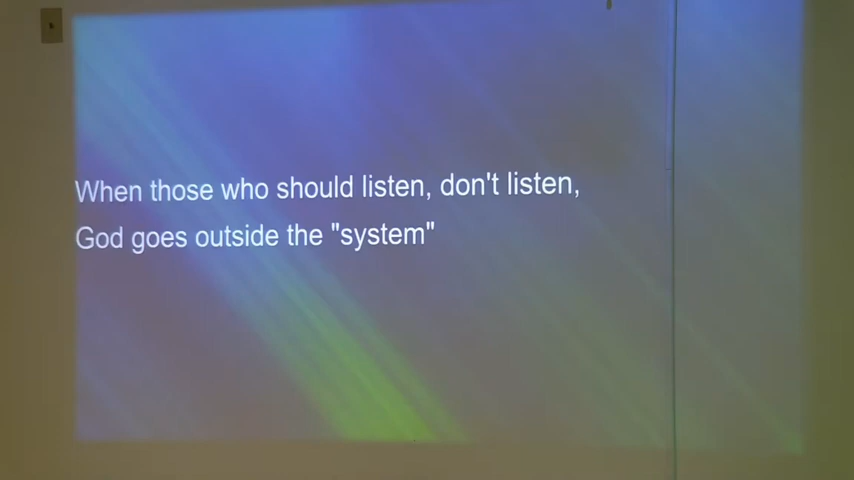 When those who should listen, don't listen,
God goes outside the "system"